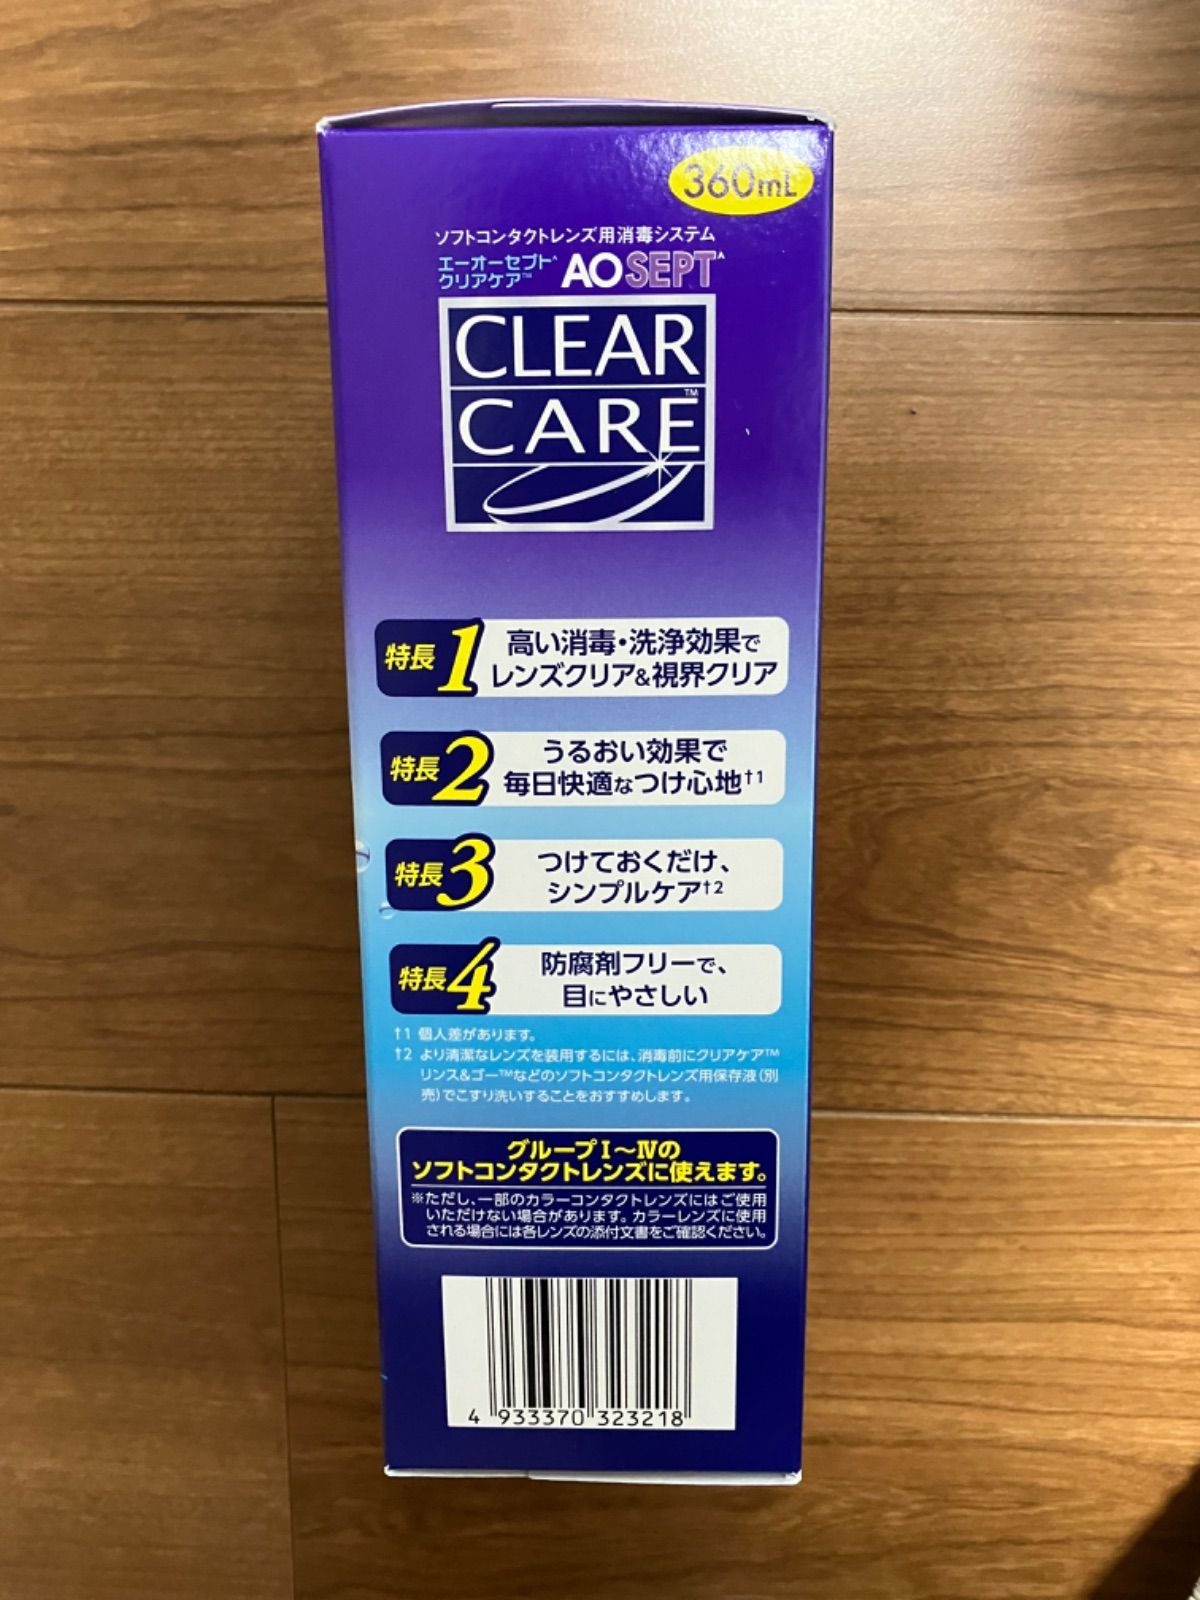 360mL
ソフトコンタクトレンズ用消毒システム
エーオーセプト^
クリアケア™
AOSEPT^
CLEAR
CARE™
特長1
高い消毒・洗浄効果で
レンズクリア&視界クリア
特長2
うるおい効果で
毎日快適なつけ心地†1
特長3
つけておくだけ、
シンプルケア†2
特長4
防腐剤フリーで、
目にやさしい
†1 個人差があります。
†2 より清潔なレンズを装用するには、消毒前にクリアケア™
リンス&ゴー™などのソフトコンタクトレンズ用保存液(別
売)でこすり洗いすることをおすすめします。
グループⅠ～Ⅳの
ソフトコンタクトレンズに使えます。
※ただし、一部のカラーコンタクトレンズにはご使用
いただけない場合があります。カラーレンズに使用
される場合には各レンズの添付文書をご確認ください。
4 933370 323218